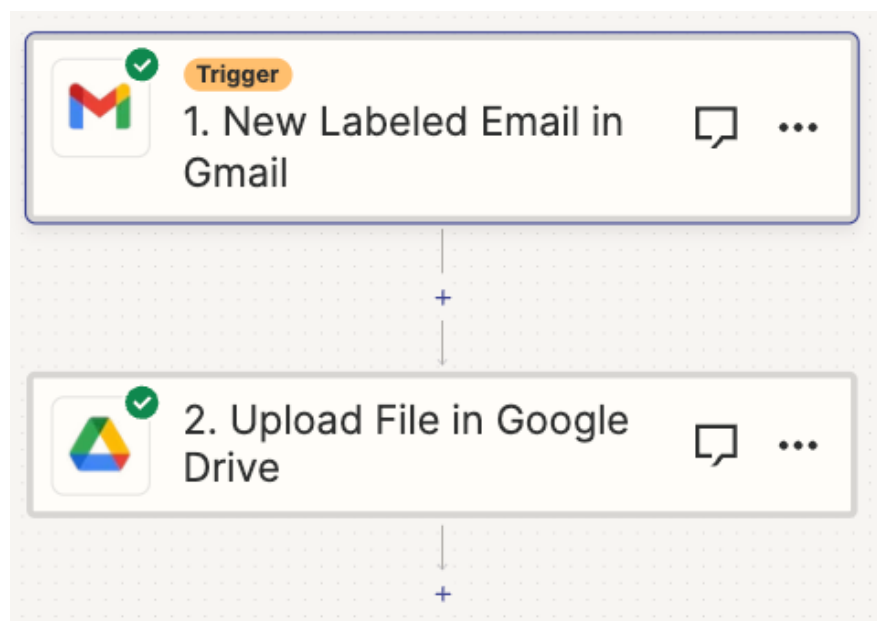 Trigger
1. New Labeled Email in
Gmail
2. Upload File in Google
Drive